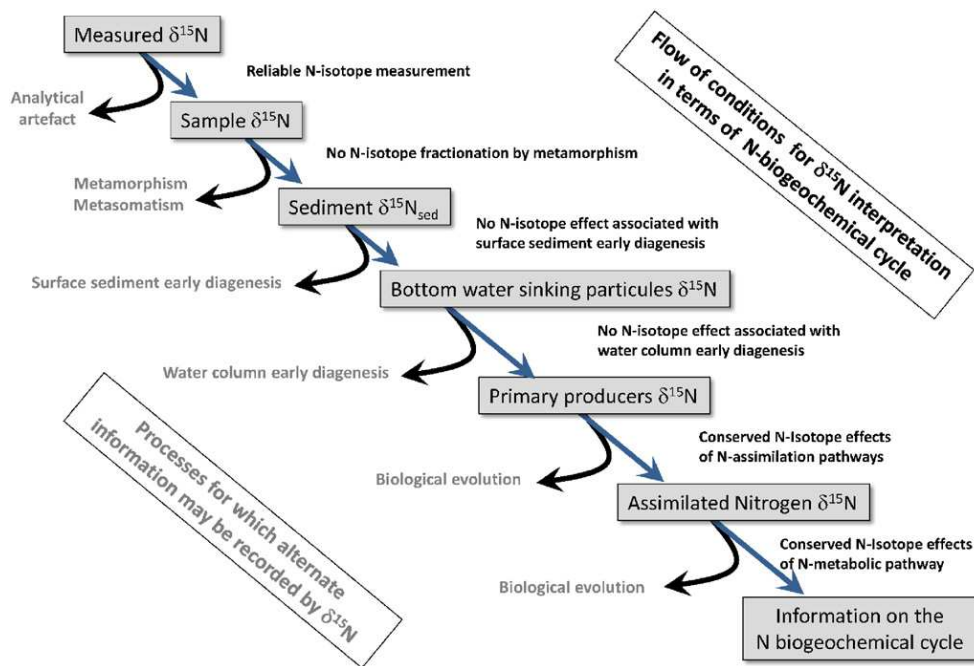 Measured δ¹⁵N
Reliable N-isotope measurement
Analytical
artefact
Sample δ¹⁵N
No N-isotope fractionation by metamorphism
Metamorphism
Metasomatism
Sediment δ¹⁵Nsed
No N-isotope effect associated with
surface sediment early diagenesis
Surface sediment early diagenesis
Bottom water sinking particules δ¹⁵N
No N-isotope effect associated with
water column early diagenesis
Water column early diagenesis
Primary producers δ¹⁵N
Conserved N-Isotope effects
of N-assimilation pathways
Biological evolution
Assimilated Nitrogen δ¹⁵N
Conserved N-Isotope effects
of N-metabolic pathway
Biological evolution
Information on the
N biogeochemical cycle
Flow of conditions for δ¹⁵N interpretation
in terms of N-biogeochemical
cycle
Processes for which alternate
information may be
recorded by δ¹⁵N